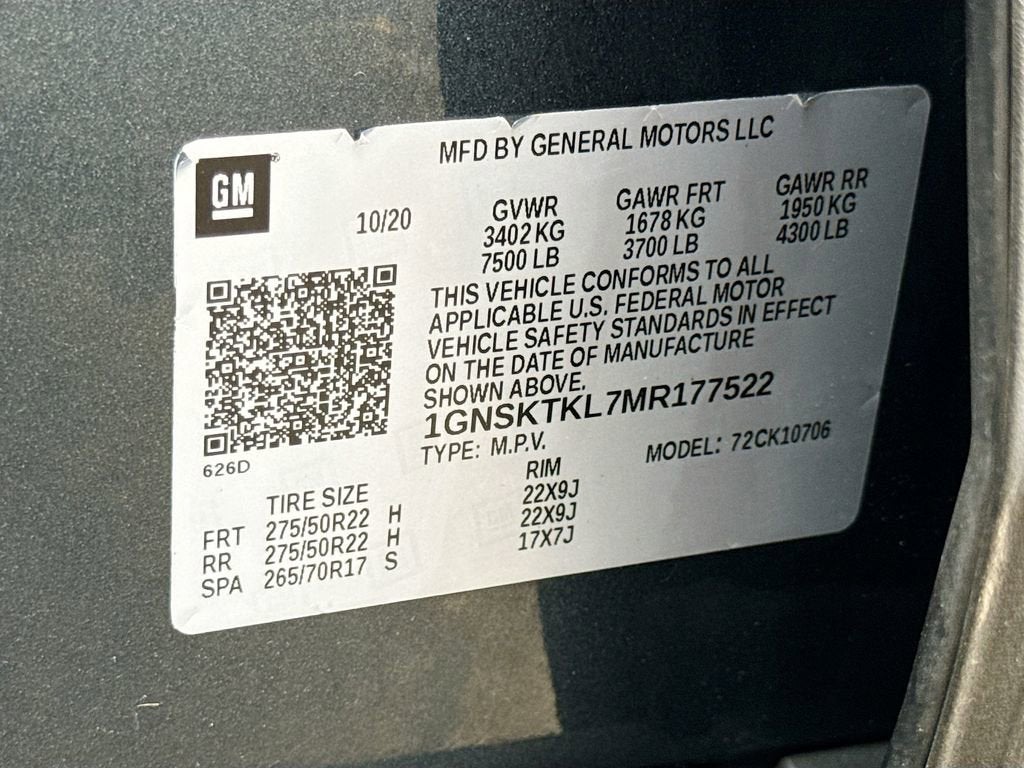 GM
MFD BY GENERAL MOTORS LLC
10/20
GVWR
3402 KG
7500 LB
GAWR FRT
1678 KG
3700 LB
GAWR RR
1950 KG
4300 LB
THIS VEHICLE CONFORMS TO ALL
APPLICABLE U.S. FEDERAL MOTOR
VEHICLE SAFETY STANDARDS IN EFFECT
ON THE DATE OF MANUFACTURE
SHOWN ABOVE.
1GNSKTKL7MR177522
TYPE: M.P.V.
MODEL: 72CK10706
626D
TIRE SIZE RIM
FRT 275/50R22 H 22X9J
RR 275/50R22 H 22X9J
SPA 265/70R17 S 17X7J